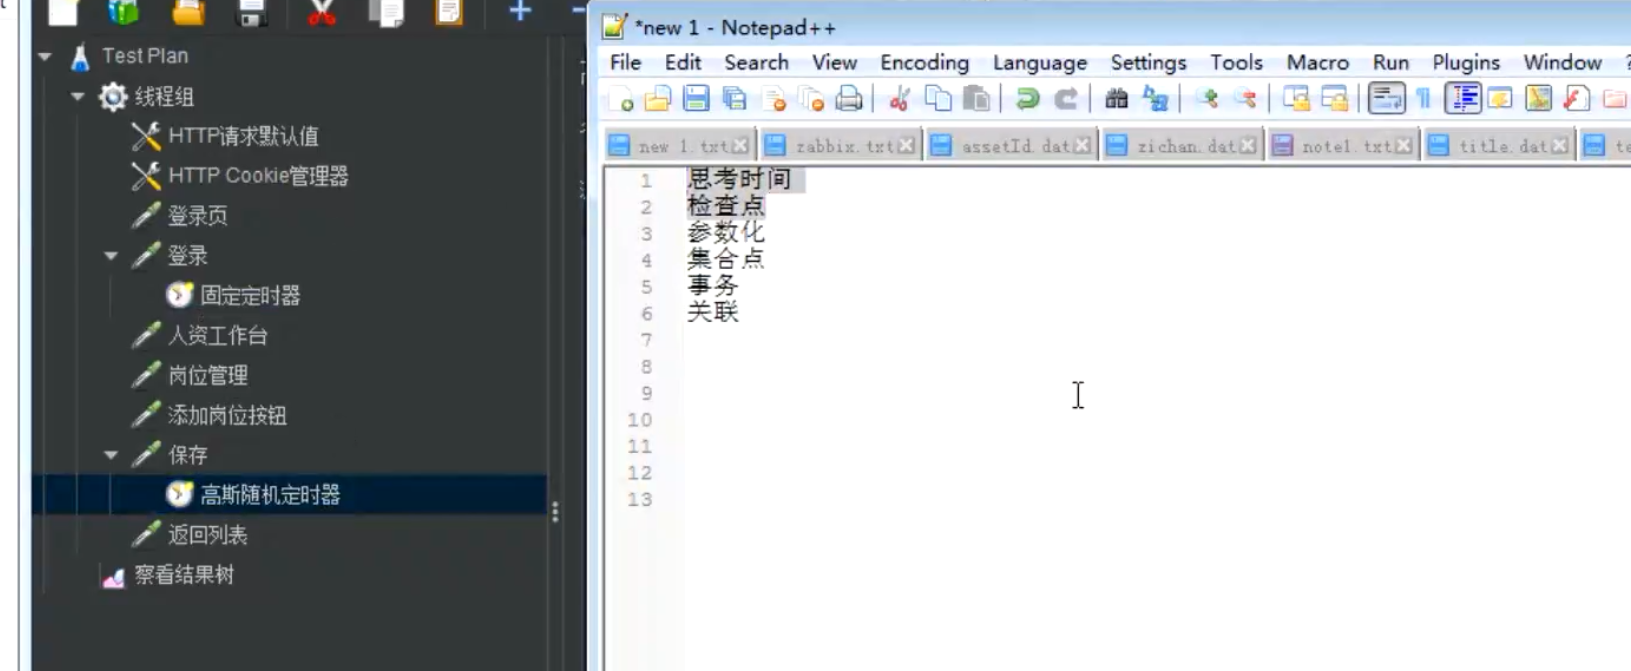 Test Plan
线程组
HTTP请求默认值
HTTP Cookie管理器
登录页
登录
固定定时器
人资工作台
岗位管理
添加岗位按钮
保存
高斯随机定时器
返回列表
察看结果树
*new 1 - Notepad++
File Edit Search View Encoding Language Settings Tools Macro Run Plugins Window ?
new 1.txt zabbix.txt assetId.dat zichan.dat note1.txt title.dat te
1 思考时间
2 检查点
3 参数化
4 集合点
5 事务
6 关联
7
8
9
10
11
12
13